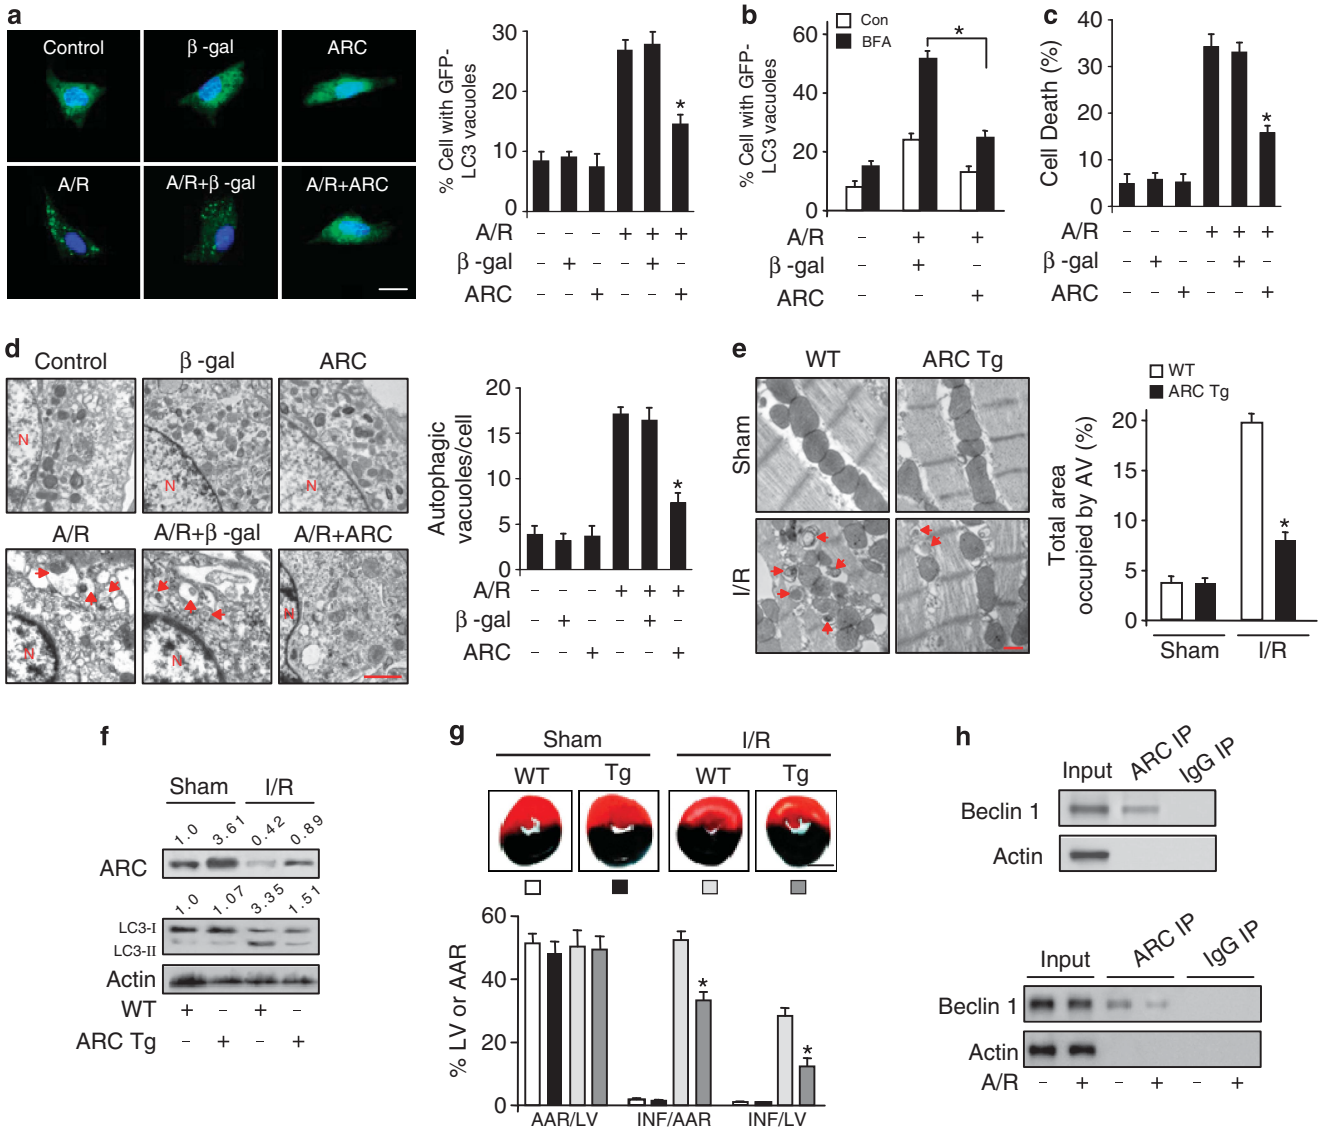 a
Control
β -gal
ARC
A/R
A/R+β -gal
A/R+ARC
% Cell with GFP-
LC3 vacuoles
30
20
10
0
A/R – – – + + +
β -gal – + – – + –
ARC – – + – – +
*
b
Con
BFA
% Cell with GFP-
LC3 vacuoles
60
40
20
0
*
A/R – + +
β -gal – + –
ARC – – +
c
Cell Death (%)
40
30
20
10
0
*
A/R – – – + + +
β -gal – + – – + –
ARC – – + – – +
d
Control
β -gal
ARC
N
N
N
A/R
A/R+β -gal
A/R+ARC
N
N
N
Autophagic
vacuoles/cell
20
15
10
5
0
*
A/R – – – + + +
β -gal – + – – + –
ARC – – + – – +
e
WT
ARC Tg
Sham
I/R
WT
ARC Tg
Total area
occupied by AV (%)
20
15
10
5
0
*
Sham
I/R
f
Sham
I/R
1.0 3.61 0.42 0.89
ARC
1.0 1.07 3.35 1.51
LC3-I
LC3-II
Actin
WT + – + –
ARC Tg – + – +
g
Sham
I/R
WT
Tg
WT
Tg
% LV or AAR
60
40
20
0
*
*
AAR/LV
INF/AAR
INF/LV
h
Input
ARC IP
IgG IP
Beclin 1
Actin
Input
ARC IP
IgG IP
Beclin 1
Actin
A/R – + – + – +